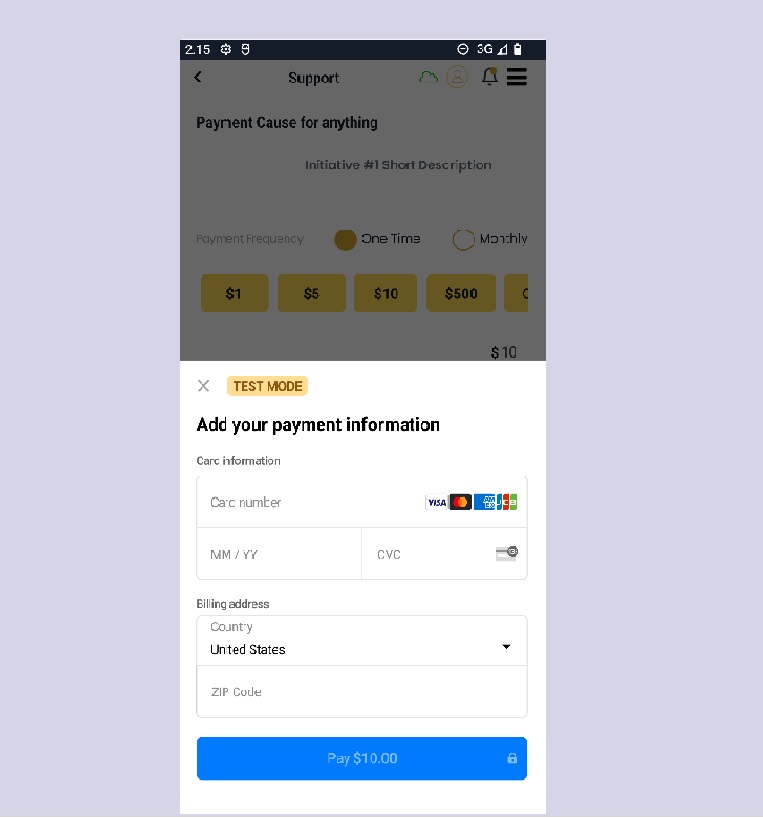 2.15 3G
Support
Payment Cause for anything
Initiative #1 Short Description
Payment Frequency One Time Monthly
$1 $5 $10 $500
$ 10
TEST MODE
Add your payment information
Card information
Card number VISA
MM / YY CVC
Billing address
Country
United States
ZIP Code
Pay $10.00